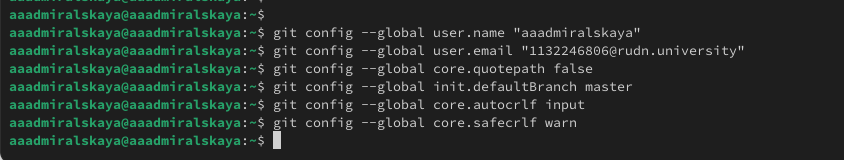 aaadmiralskaya@aaadmiralskaya:~$
aaadmiralskaya@aaadmiralskaya:~$ git config --global user.name "aaadmiralskaya"
aaadmiralskaya@aaadmiralskaya:~$ git config --global user.email "1132246806@rudn.university"
aaadmiralskaya@aaadmiralskaya:~$ git config --global core.quotepath false
aaadmiralskaya@aaadmiralskaya:~$ git config --global init.defaultBranch master
aaadmiralskaya@aaadmiralskaya:~$ git config --global core.autocrlf input
aaadmiralskaya@aaadmiralskaya:~$ git config --global core.safecrlf warn
aaadmiralskaya@aaadmiralskaya:~$